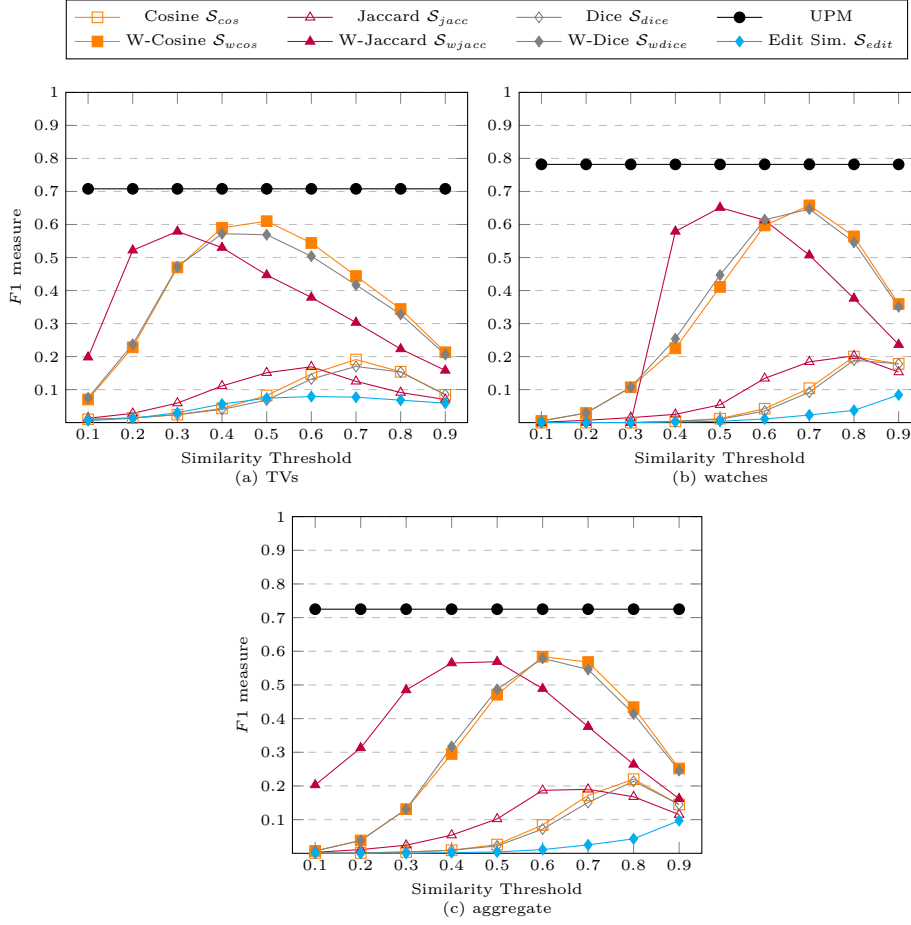 Cosine S_cos Jaccard S_jacc Dice S_dice UPM
W-Cosine S_wcos W-Jaccard S_wjacc W-Dice S_wdice Edit Sim. S_edit
1
0.9
0.8
0.7
0.6
0.5
0.4
0.3
0.2
0.1
F1 measure
0.1 0.2 0.3 0.4 0.5 0.6 0.7 0.8 0.9
Similarity Threshold
(a) TVs
1
0.9
0.8
0.7
0.6
0.5
0.4
0.3
0.2
0.1
0.1 0.2 0.3 0.4 0.5 0.6 0.7 0.8 0.9
Similarity Threshold
(b) watches
1
0.9
0.8
0.7
0.6
0.5
0.4
0.3
0.2
0.1
F1 measure
0.1 0.2 0.3 0.4 0.5 0.6 0.7 0.8 0.9
Similarity Threshold
(c) aggregate